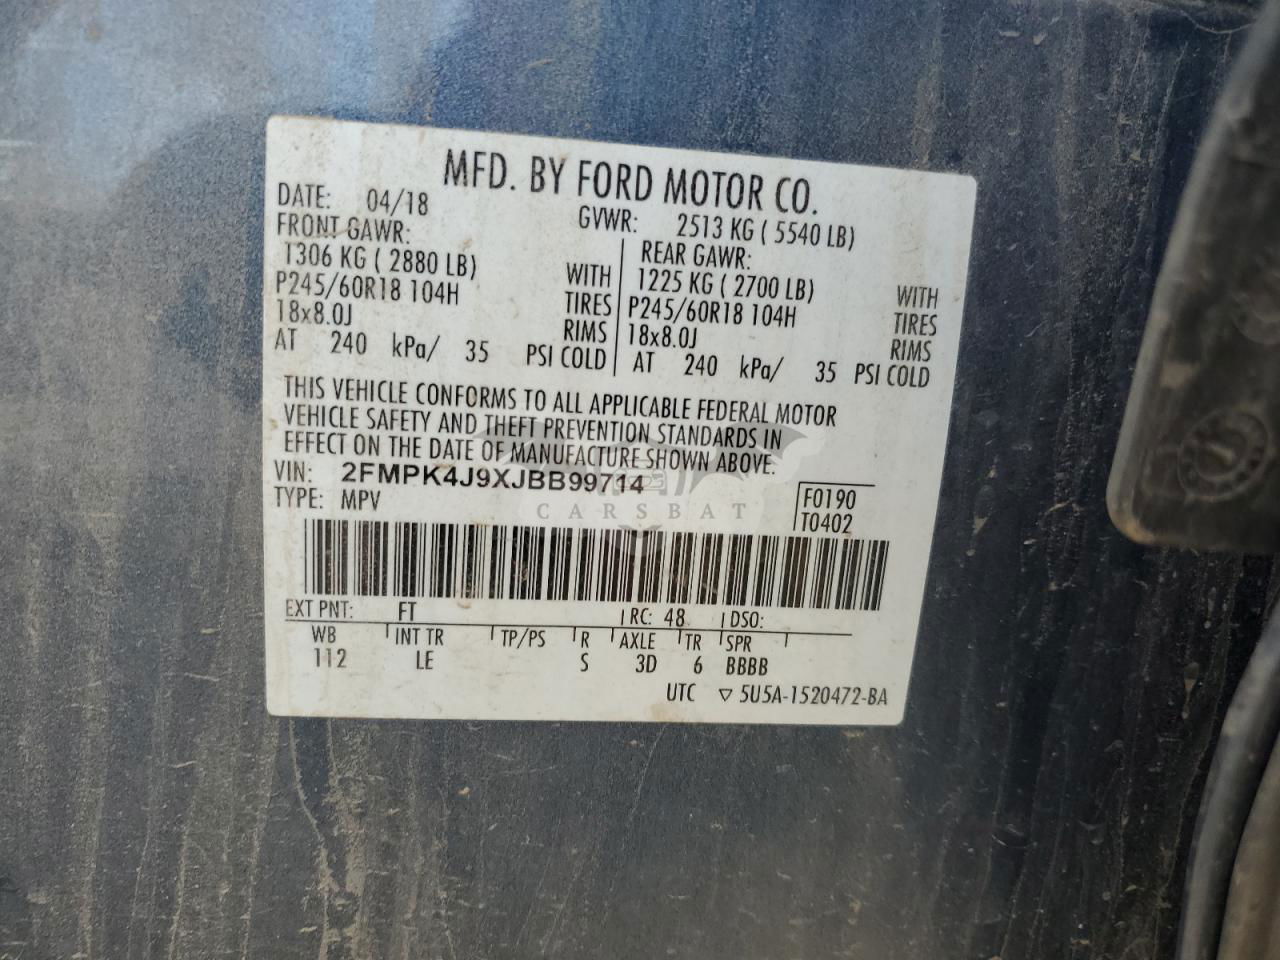 MFD. BY FORD MOTOR CO.
DATE: 04/18 GVWR: 2513 KG ( 5540 LB)
FRONT GAWR: REAR GAWR:
1306 KG ( 2880 LB) WITH 1225 KG ( 2700 LB) WITH
P245/60R18 104H TIRES P245/60R18 104H TIRES
18x8.0J RIMS 18x8.0J RIMS
AT 240 kPa/ 35 PSI COLD AT 240 kPa/ 35 PSI COLD
THIS VEHICLE CONFORMS TO ALL APPLICABLE FEDERAL MOTOR
VEHICLE SAFETY AND THEFT PREVENTION STANDARDS IN
EFFECT ON THE DATE OF MANUFACTURE SHOWN ABOVE.
VIN: 2FMPK4J9XJBB99714
TYPE: MPV F0190
T0402
CARSBAT
EXT PNT: FT RC: 48 DSO:
WB INT TR TP/PS R AXLE TR SPR
112 LE S 3D 6 BBBB
UTC ▽ 5U5A-1520472-BA